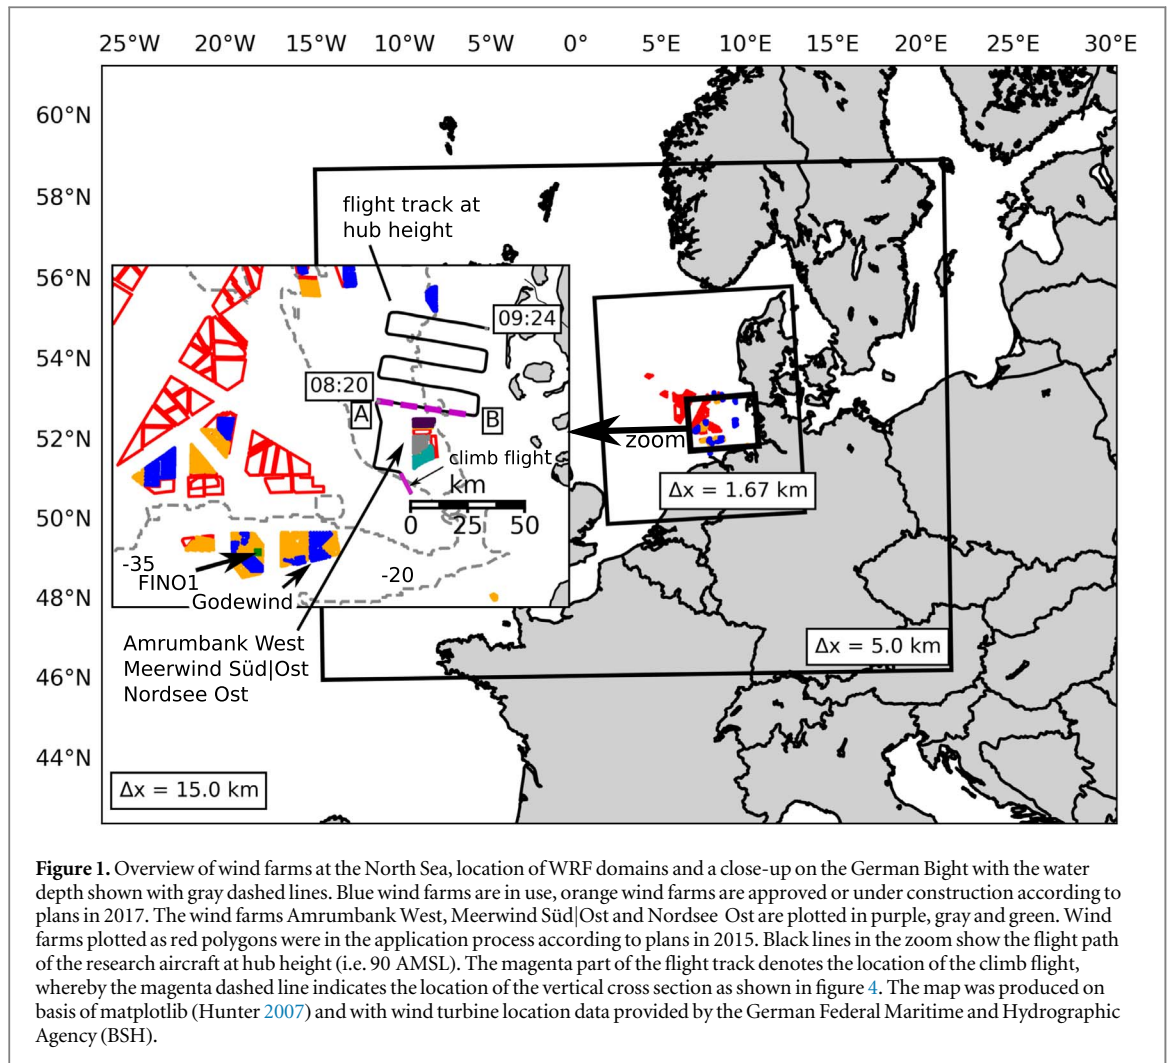 25°W 20°W 15°W 10°W 5°W 0° 5°E 10°E 15°E 20°E 25°E 30°E
60°N
58°N
56°N
54°N
52°N
50°N
48°N
46°N
44°N
flight track at
hub height
09:24
08:20
A
B
climb flight
km
0 25 50
-35
FINO1
-20
Godewind
Amrumbank West
Meerwind Süd|Ost
Nordsee Ost
zoom
Δx = 1.67 km
Δx = 5.0 km
Δx = 15.0 km
Figure 1. Overview of wind farms at the North Sea, location of WRF domains and a close-up on the German Bight with the water
depth shown with gray dashed lines. Blue wind farms are in use, orange wind farms are approved or under construction according to
plans in 2017. The wind farms Amrumbank West, Meerwind Süd|Ost and Nordsee Ost are plotted in purple, gray and green. Wind
farms plotted as red polygons were in the application process according to plans in 2015. Black lines in the zoom show the flight path
of the research aircraft at hub height (i.e. 90 AMSL). The magenta part of the flight track denotes the location of the climb flight,
whereby the magenta dashed line indicates the location of the vertical cross section as shown in figure 4. The map was produced on
basis of matplotlib (Hunter 2007) and with wind turbine location data provided by the German Federal Maritime and Hydrographic
Agency (BSH).